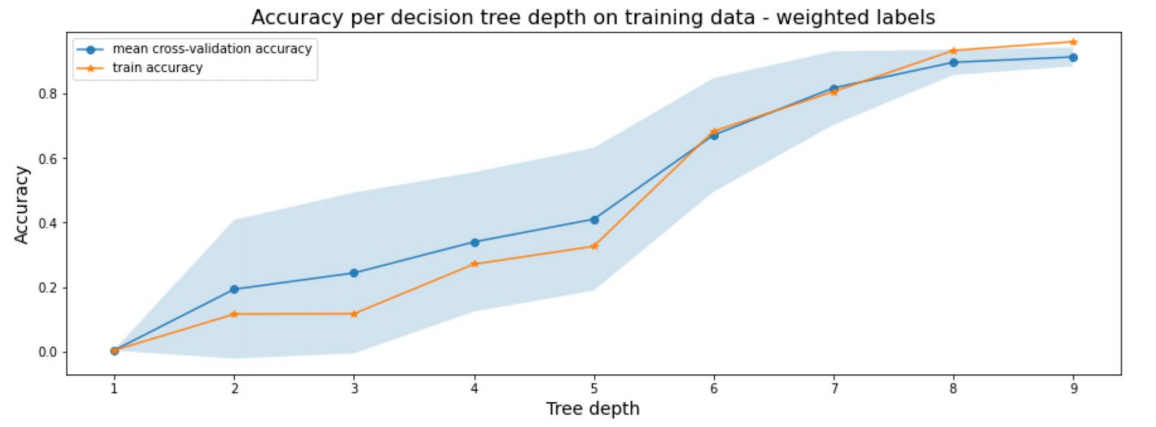 Accuracy per decision tree depth on training data - weighted labels
mean cross-validation accuracy
train accuracy
Accuracy
0.8
0.6
0.4
0.2
0.0
1 2 3 4 5 6 7 8 9
Tree depth